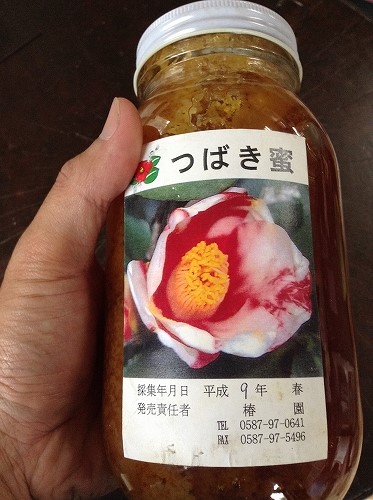 つばき蜜
採集年月日 平成 9 年 春
発売責任者 椿 園
TEL 0587-97-0641
FAX 0587-97-5496